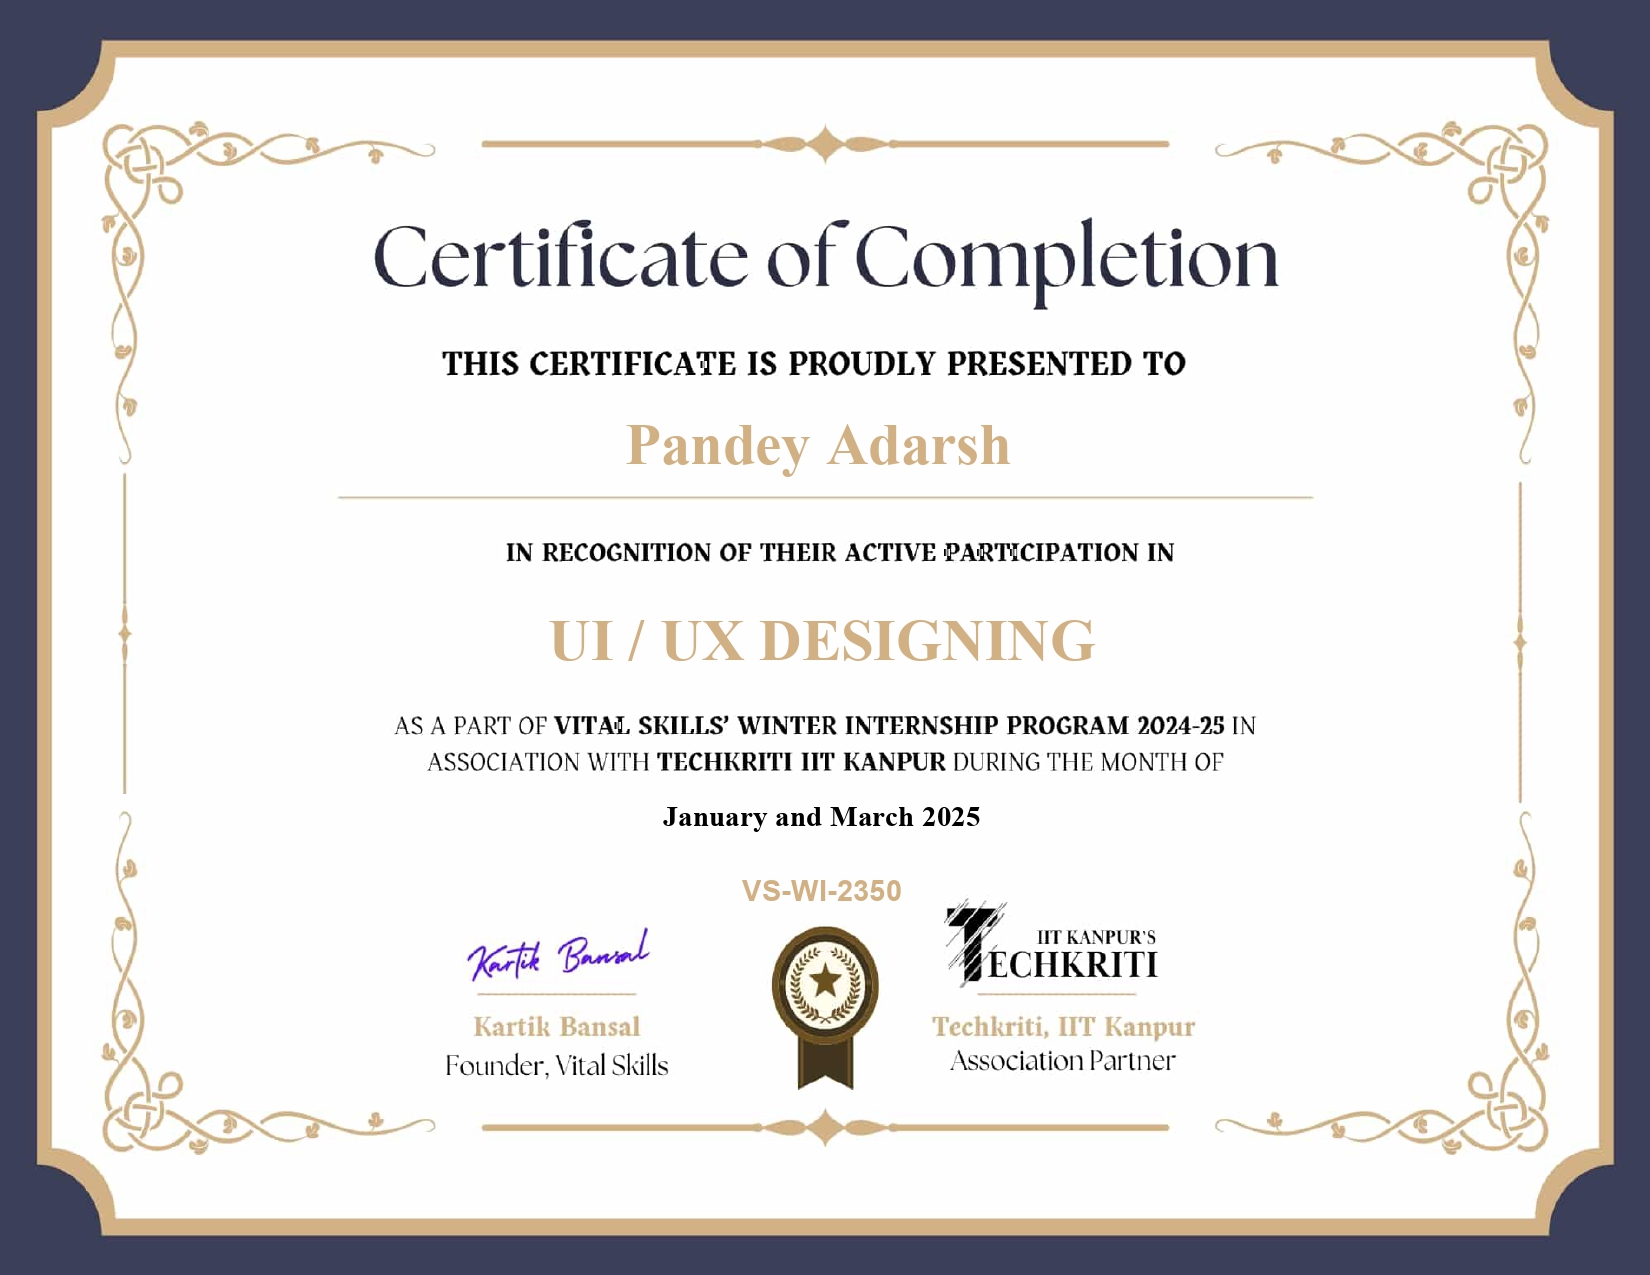 Certificate of Completion
THIS CERTIFICATE IS PROUDLY PRESENTED TO
Pandey Adarsh
IN RECOGNITION OF THEIR ACTIVE PARTICIPATION IN
UI / UX DESIGNING
AS A PART OF VITAL SKILLS' WINTER INTERNSHIP PROGRAM 2024-25 IN
ASSOCIATION WITH TECHKRITI IIT KANPUR DURING THE MONTH OF
January and March 2025
VS-WI-2350
Kartik Bansal
Kartik Bansal
Founder, Vital Skills
IIT KANPUR'S
TECHKRITI
Techkriti, IIT Kanpur
Association Partner